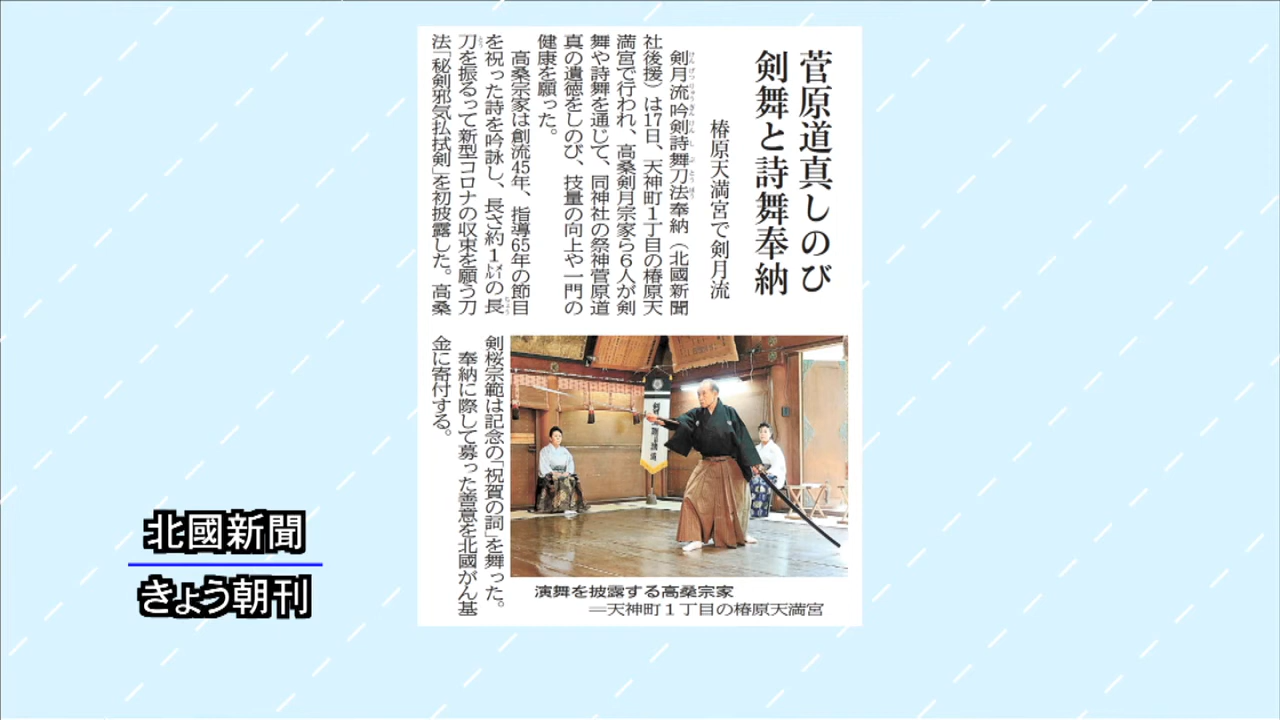 菅原道真しのび
剣舞と詩舞奉納
椿原天満宮で剣月流
剣月流吟剣詩舞刀法奉納（北國新聞
社後援）は17日、天神町１丁目の椿原天
満宮で行われ、高桑剣月宗家ら６人が剣
舞や詩舞を通じて、同神社の祭神菅原道
真の遺徳をしのび、技量の向上や一門の
健康を願った。
高桑宗家は創流45年、指導65年の節目
を祝った詩を吟詠し、長さ約１㍍の長
刀を振るって新型コロナの収束を願う刀
法「秘剣邪気払拭剣」を初披露した。高桑
剣桜宗範は記念の「祝賀の詞」を舞った。
奉納に際して募った善意を北國がん基
金に寄付する。
演舞を披露する高桑宗家
＝天神町１丁目の椿原天満宮
北國新聞
きょう朝刊